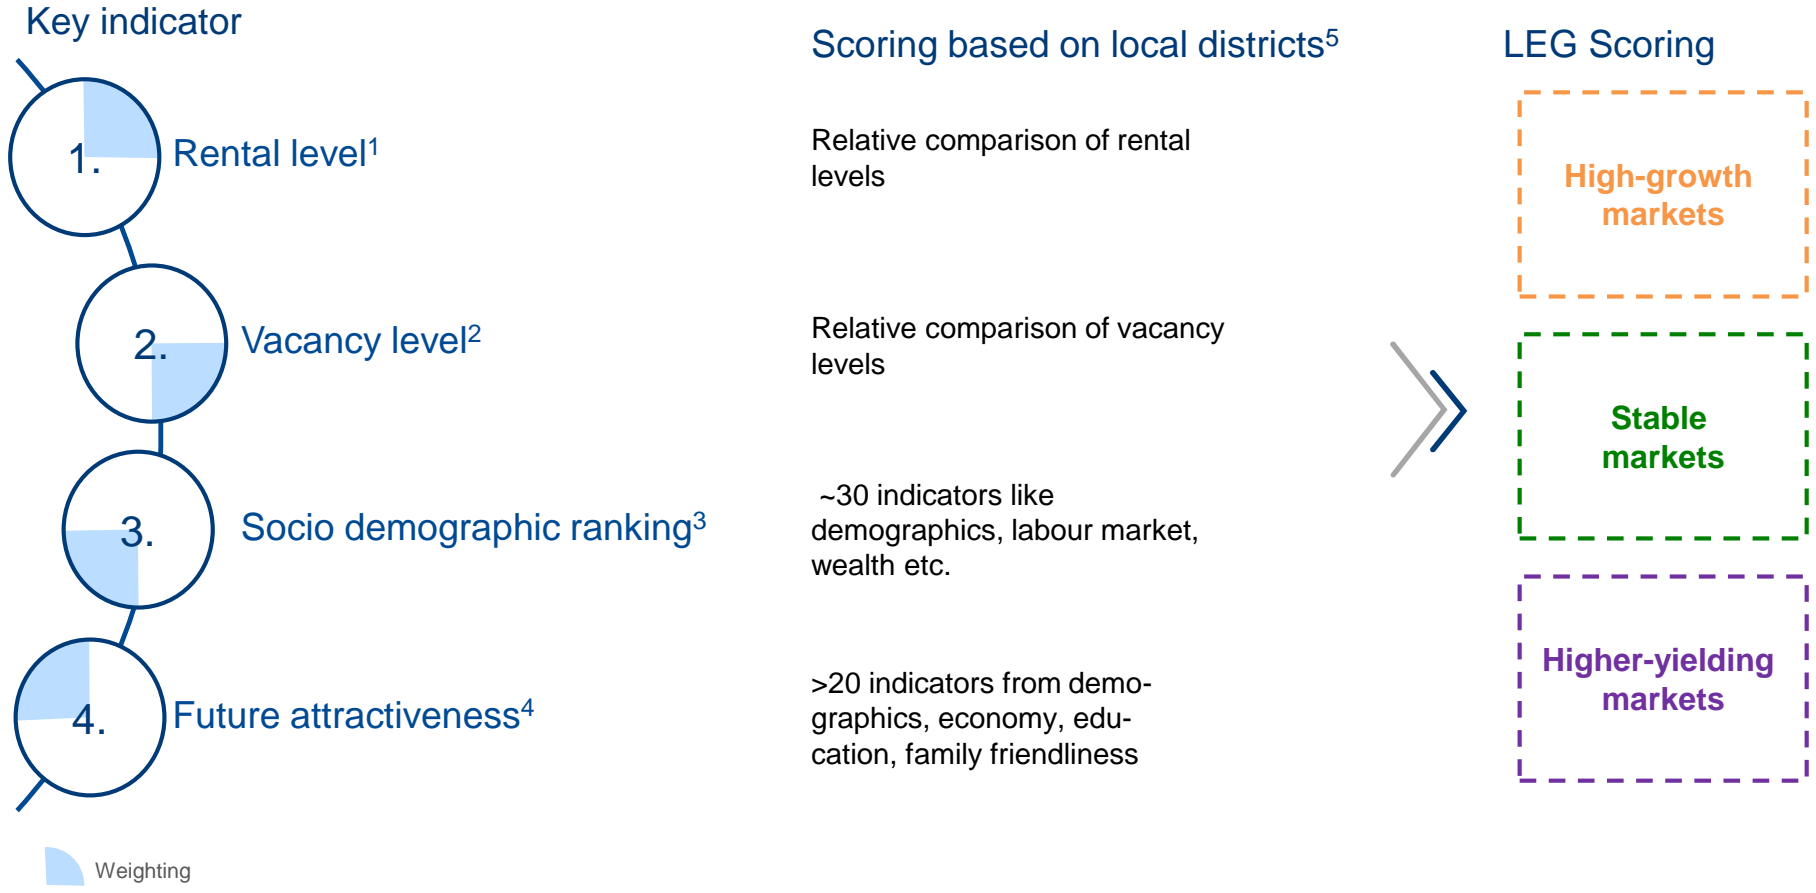 Key indicator
Scoring based on local districts5
LEG Scoring
1.
Rental level1
Relative comparison of rental
levels
2.
Vacancy level2
Relative comparison of vacancy
levels
3.
Socio demographic ranking3
~30 indicators like
demographics, labour market,
wealth etc.
4.
Future attractiveness4
>20 indicators from demo-
graphics, economy, edu-
cation, family friendliness
High-growth
markets
Stable
markets
Higher-yielding
markets
Weighting